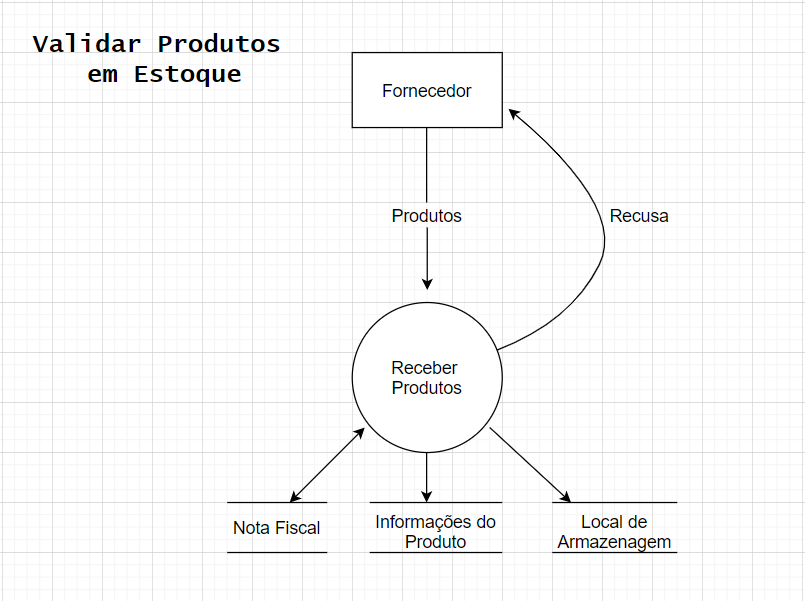 Validar Produtos
em Estoque
Fornecedor
Produtos
Recusa
Receber
Produtos
Nota Fiscal
Informações do
Produto
Local de
Armazenagem